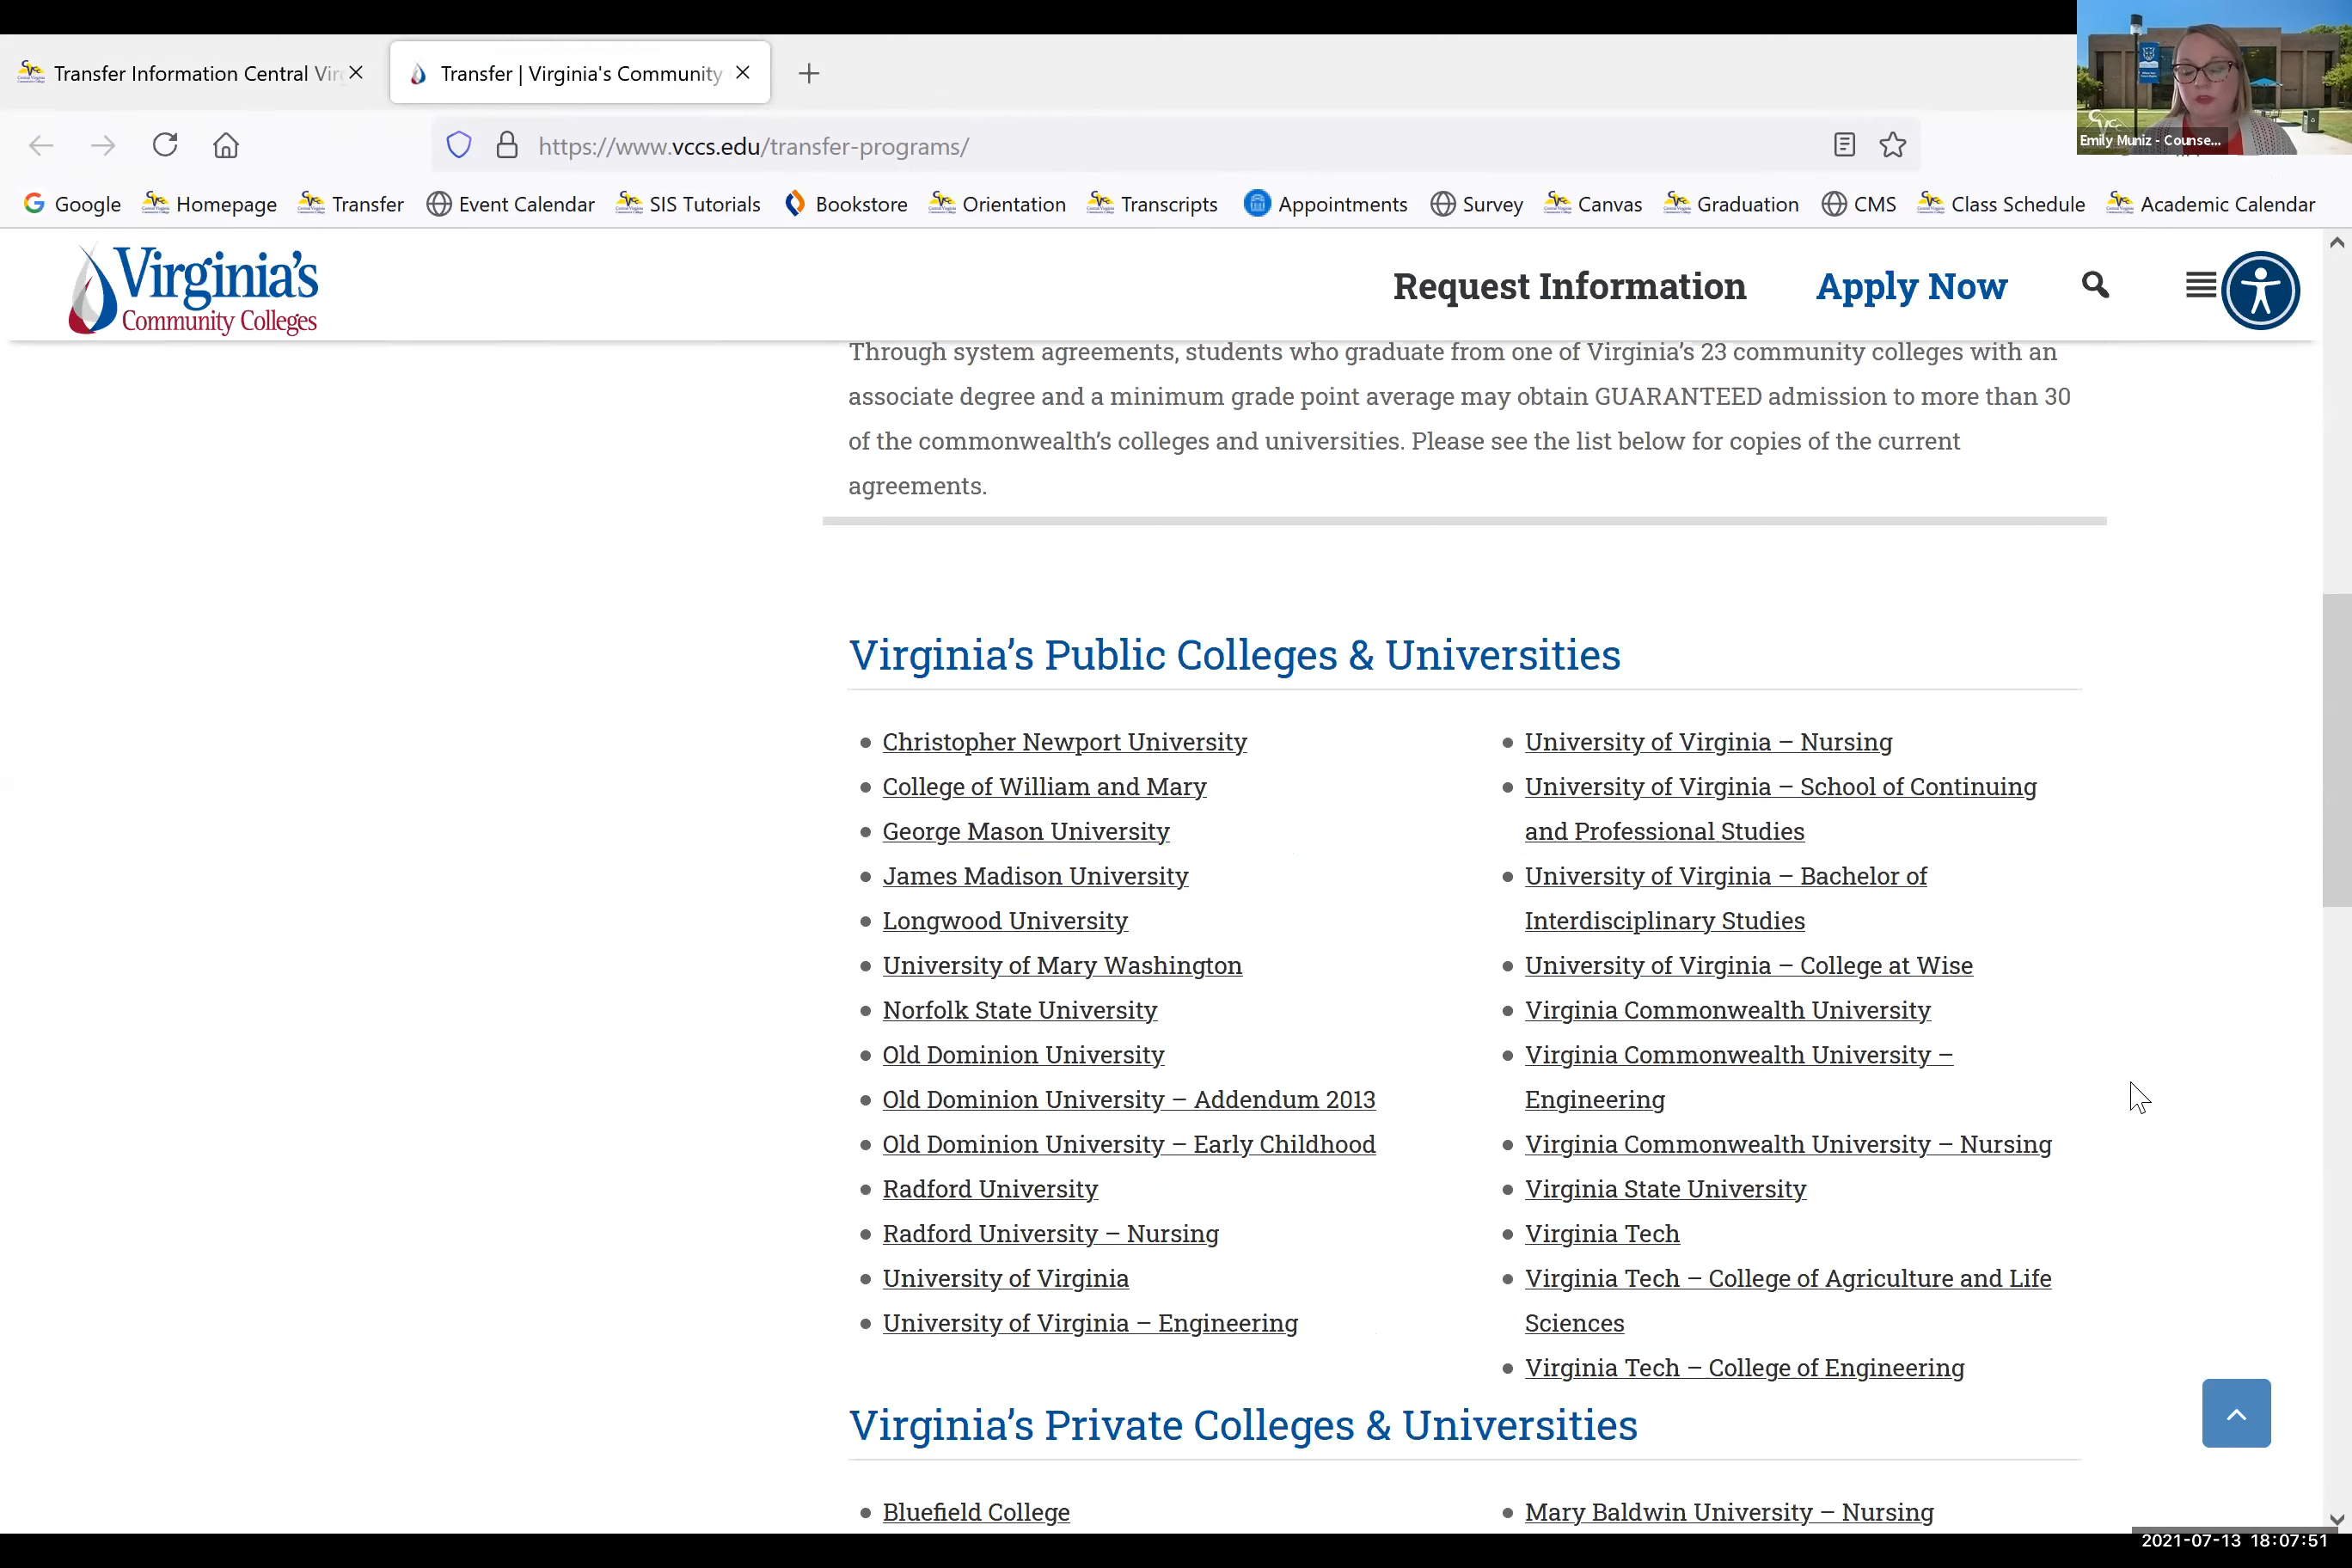 Transfer Information Central Vir
Transfer | Virginia's Community
Emily Muniz - Counse...
https://www.vccs.edu/transfer-programs/
Google Homepage Transfer Event Calendar SIS Tutorials Bookstore Orientation Transcripts Appointments Survey Canvas Graduation CMS Class Schedule Academic Calendar
Virginia's
Community Colleges
Request Information Apply Now
Through system agreements, students who graduate from one of Virginia’s 23 community colleges with an
associate degree and a minimum grade point average may obtain GUARANTEED admission to more than 30
of the commonwealth’s colleges and universities. Please see the list below for copies of the current
agreements.
Virginia’s Public Colleges & Universities
Christopher Newport University
College of William and Mary
George Mason University
James Madison University
Longwood University
University of Mary Washington
Norfolk State University
Old Dominion University
Old Dominion University – Addendum 2013
Old Dominion University – Early Childhood
Radford University
Radford University – Nursing
University of Virginia
University of Virginia – Engineering
University of Virginia – Nursing
University of Virginia – School of Continuing
and Professional Studies
University of Virginia – Bachelor of
Interdisciplinary Studies
University of Virginia – College at Wise
Virginia Commonwealth University
Virginia Commonwealth University –
Engineering
Virginia Commonwealth University – Nursing
Virginia State University
Virginia Tech
Virginia Tech – College of Agriculture and Life
Sciences
Virginia Tech – College of Engineering
Virginia’s Private Colleges & Universities
Bluefield College
Mary Baldwin University – Nursing
2021-07-13 18:07:51